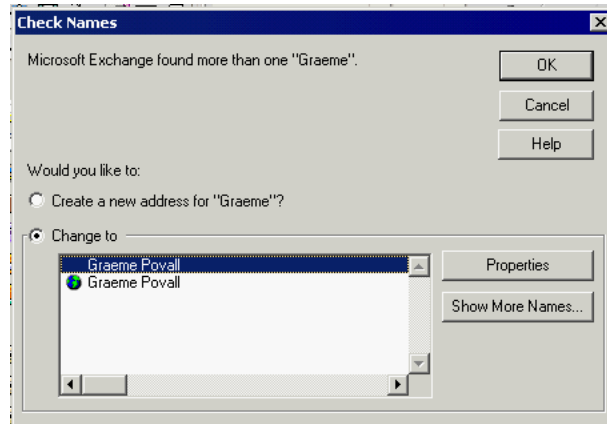 Check Names
Microsoft Exchange found more than one "Graeme".
OK
Cancel
Help
Would you like to:
Create a new address for "Graeme"?
Change to
Graeme Povall
Graeme Povall
Properties
Show More Names...